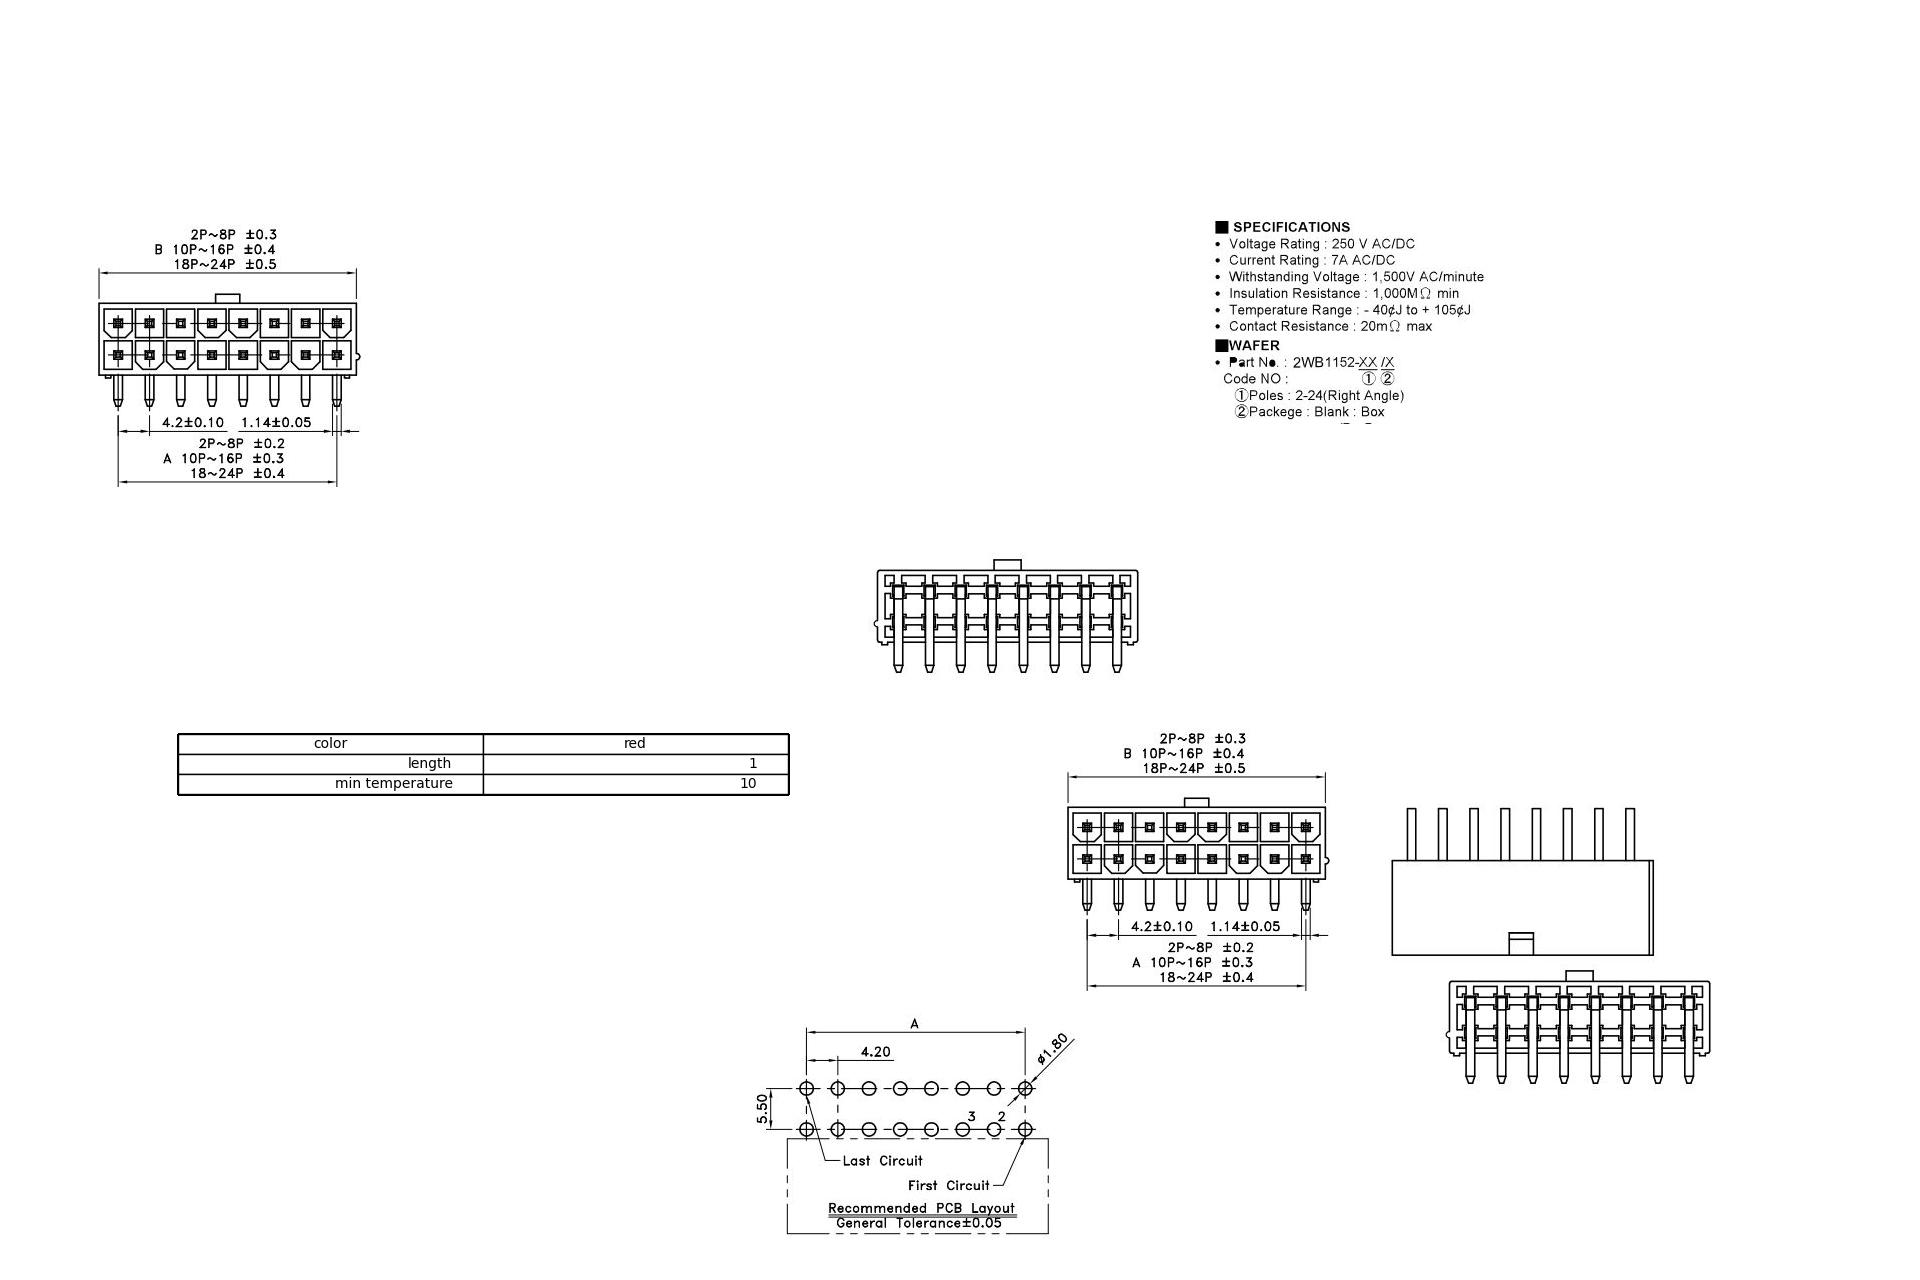 2P~8P ±0.3
B 10P~16P ±0.4
18P~24P ±0.5
4.2±0.10 1.14±0.05
2P~8P ±0.2
A 10P~16P ±0.3
18~24P ±0.4
■ SPECIFICATIONS
• Voltage Rating : 250 V AC/DC
• Current Rating : 7A AC/DC
• Withstanding Voltage : 1,500V AC/minute
• Insulation Resistance : 1,000MΩ min
• Temperature Range : - 40¢J to + 105¢J
• Contact Resistance : 20mΩ max
■WAFER
• Part No. : 2WB1152-XX /X
Code NO : ① ②
①Poles : 2-24(Right Angle)
②Packege : Blank : Box
color red
length 1
min temperature 10
2P~8P ±0.3
B 10P~16P ±0.4
18P~24P ±0.5
4.2±0.10 1.14±0.05
2P~8P ±0.2
A 10P~16P ±0.3
18~24P ±0.4
A
4.20
ø1.80
5.50
3 2
Last Circuit
First Circuit
Recommended PCB Layout
General Tolerance±0.05